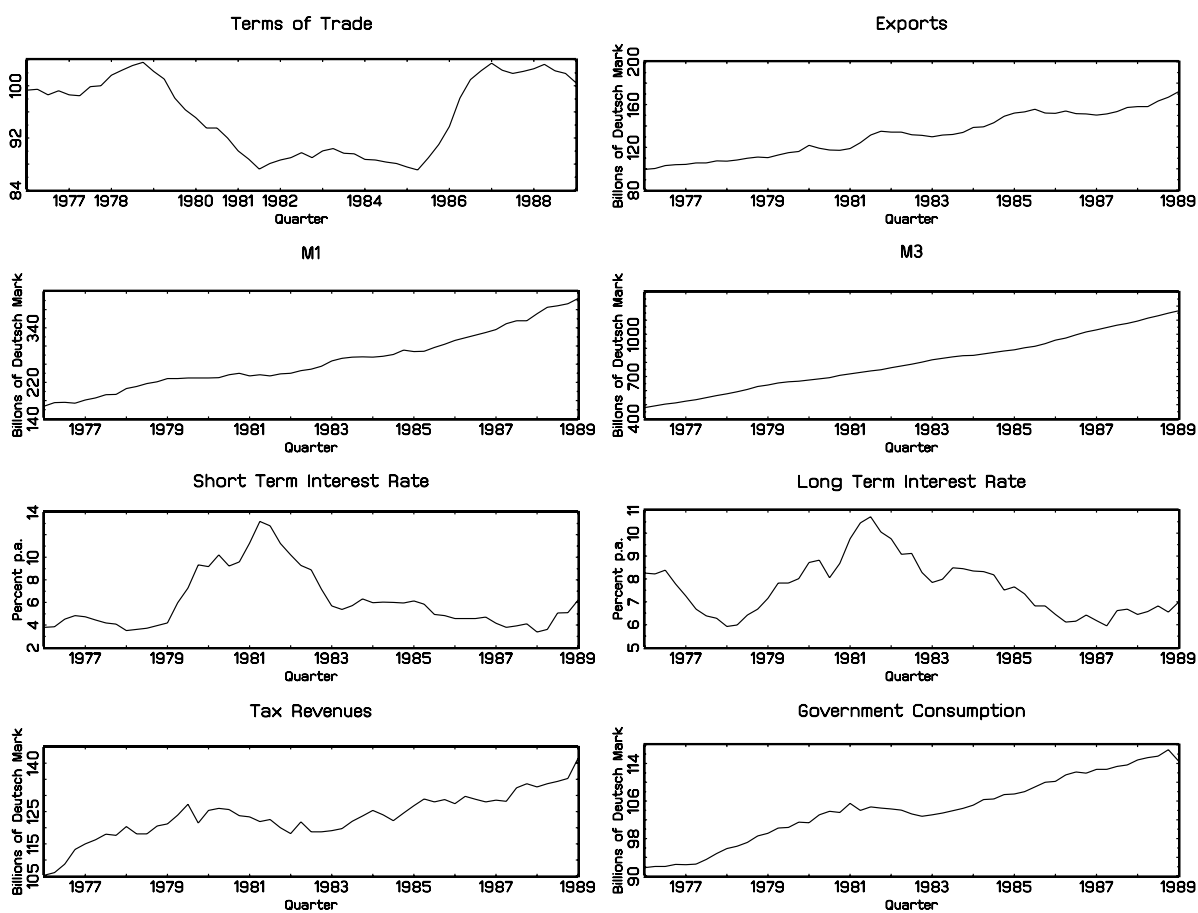 Terms of Trade
100
92
84
1977 1978 1980 1981 1982 1984 1986 1988
Quarter
Exports
Billions of Deutsch Mark
200
160
120
80
1977 1979 1981 1983 1985 1987 1989
Quarter
M1
Billions of Deutsch Mark
340
220
140
1977 1979 1981 1983 1985 1987 1989
Quarter
M3
Billions of Deutsch Mark
1000
700
400
1977 1979 1981 1983 1985 1987 1989
Quarter
Short Term Interest Rate
Percent p.a.
14
10
8
6
4
2
1977 1979 1981 1983 1985 1987 1989
Quarter
Long Term Interest Rate
Percent p.a.
11
10
9
8
7
6
5
1977 1979 1981 1983 1985 1987 1989
Quarter
Tax Revenues
Billions of Deutsch Mark
140
125
115
105
1977 1979 1981 1983 1985 1987 1989
Quarter
Government Consumption
Billions of Deutsch Mark
114
106
98
90
1977 1979 1981 1983 1985 1987 1989
Quarter